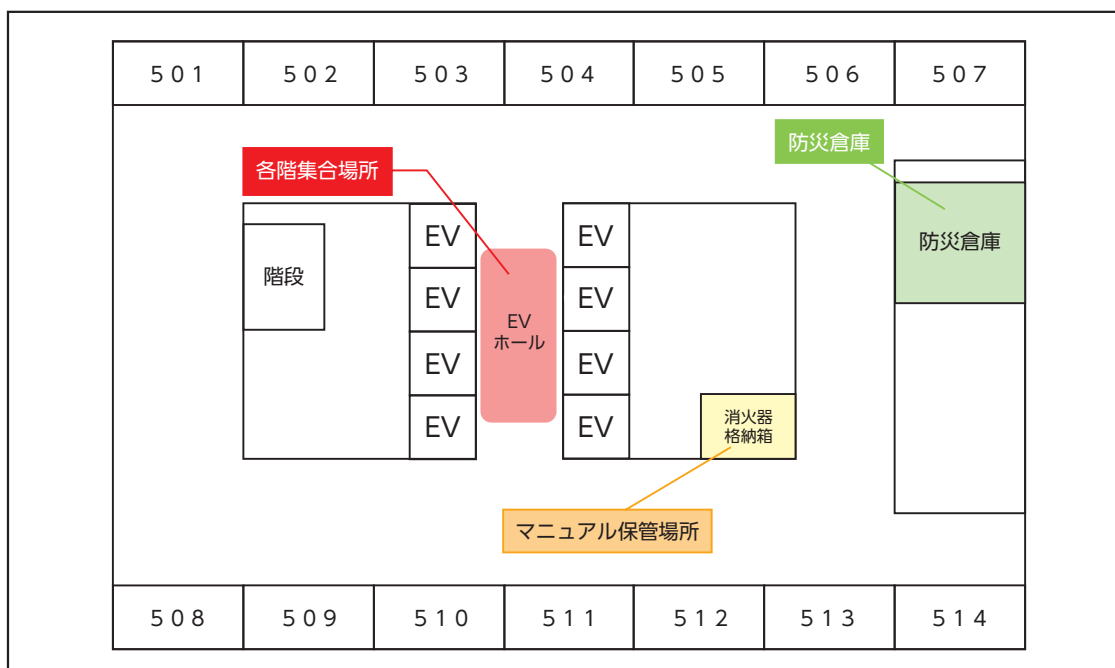 ５０１ ５０２ ５０３ ５０４ ５０５ ５０６ ５０７
防災倉庫
各階集合場所
EV EV
防災倉庫
階段
EV EV
EV
ホール
EV EV
EV EV
消火器
格納箱
マニュアル保管場所
５０８ ５０９ ５１０ ５１１ ５１２ ５１３ ５１４